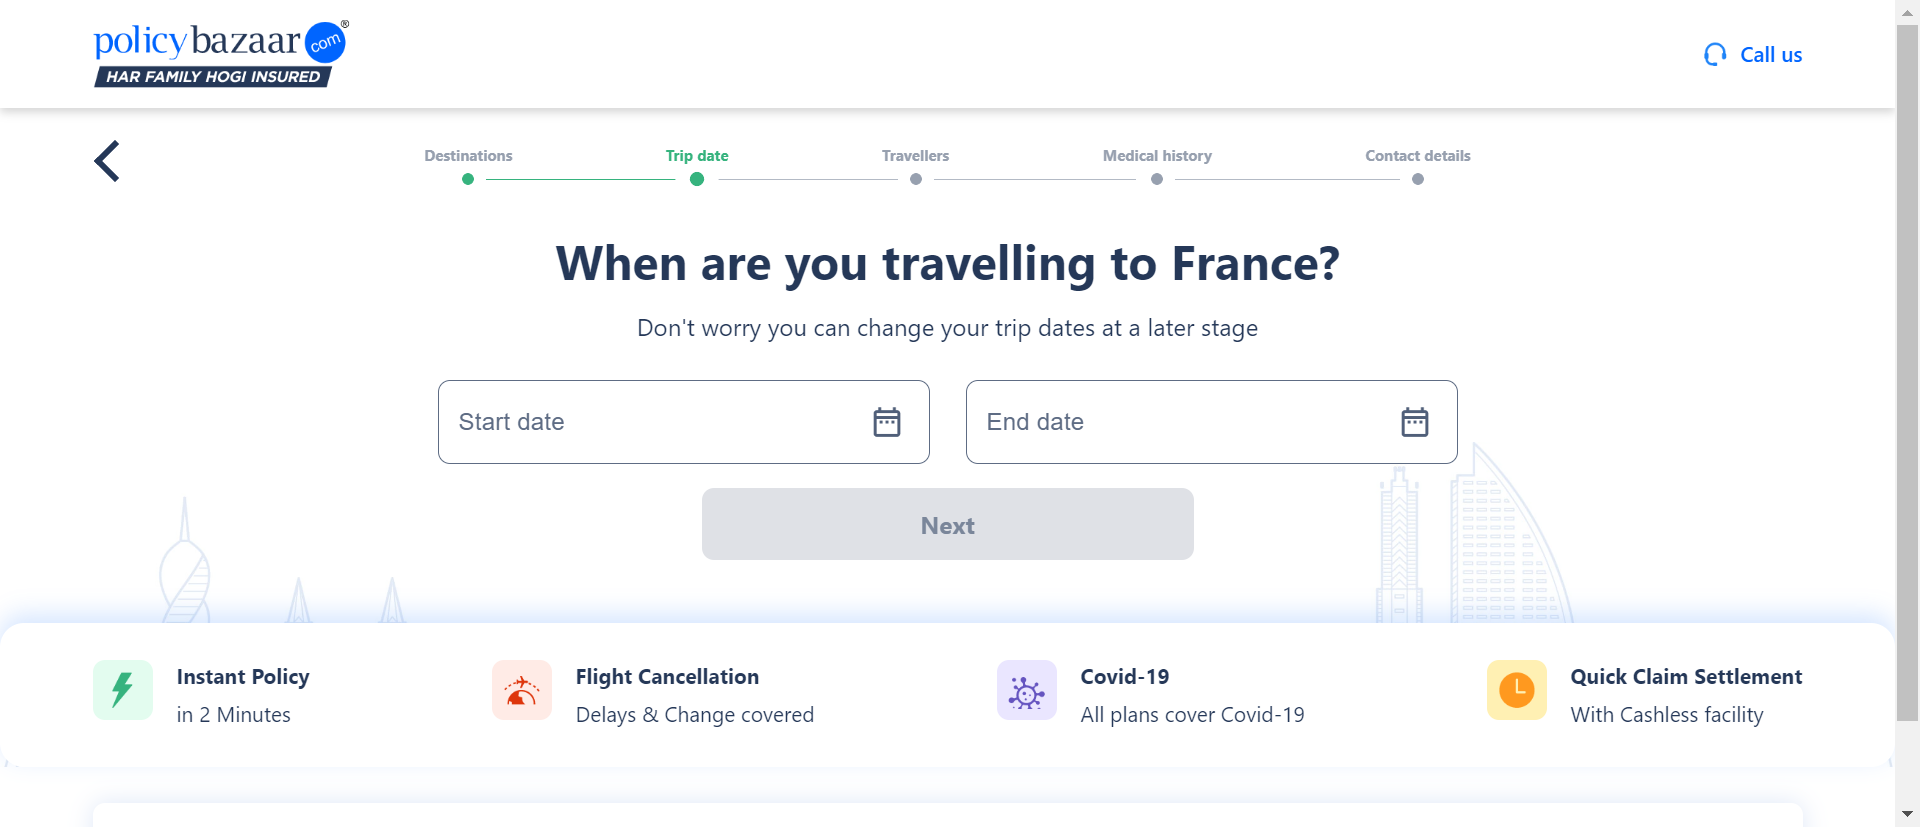 policybazaar com ®
HAR FAMILY HOGI INSURED
Call us
Destinations
Trip date
Travellers
Medical history
Contact details
When are you travelling to France?
Don't worry you can change your trip dates at a later stage
Start date
End date
Next
Instant Policy
in 2 Minutes
Flight Cancellation
Delays & Change covered
Covid-19
All plans cover Covid-19
Quick Claim Settlement
With Cashless facility